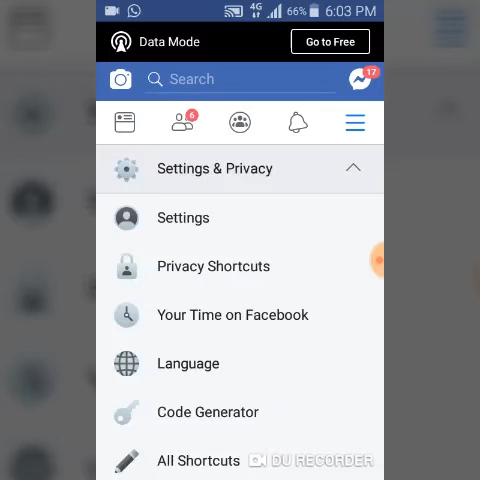 4G 66% 6:03 PM
Data Mode Go to Free
Search 17
6
Settings & Privacy
Settings
Privacy Shortcuts
Your Time on Facebook
Language
Code Generator
All Shortcuts DU RECORDER